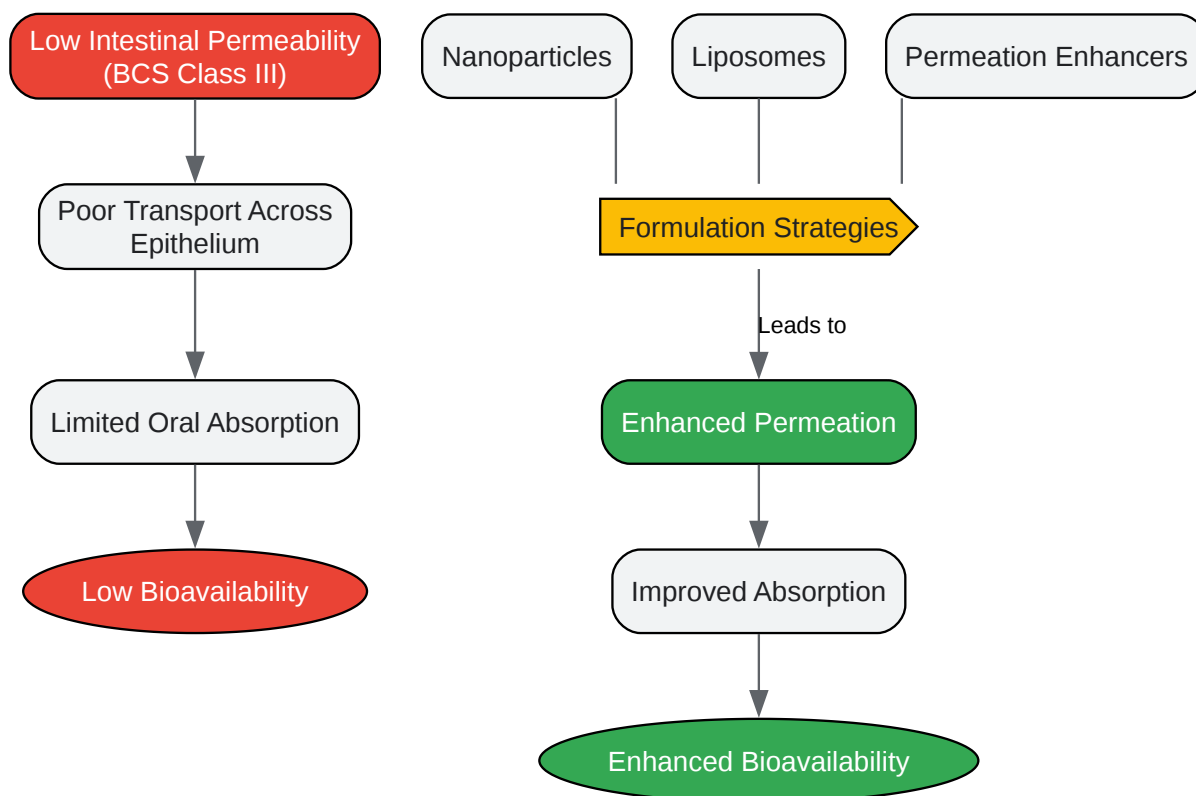 Low Intestinal Permeability
(BCS Class III)
Poor Transport Across
Epithelium
Limited Oral Absorption
Low Bioavailability
Nanoparticles
Liposomes
Permeation Enhancers
Formulation Strategies
Leads to
Enhanced Permeation
Improved Absorption
Enhanced Bioavailability